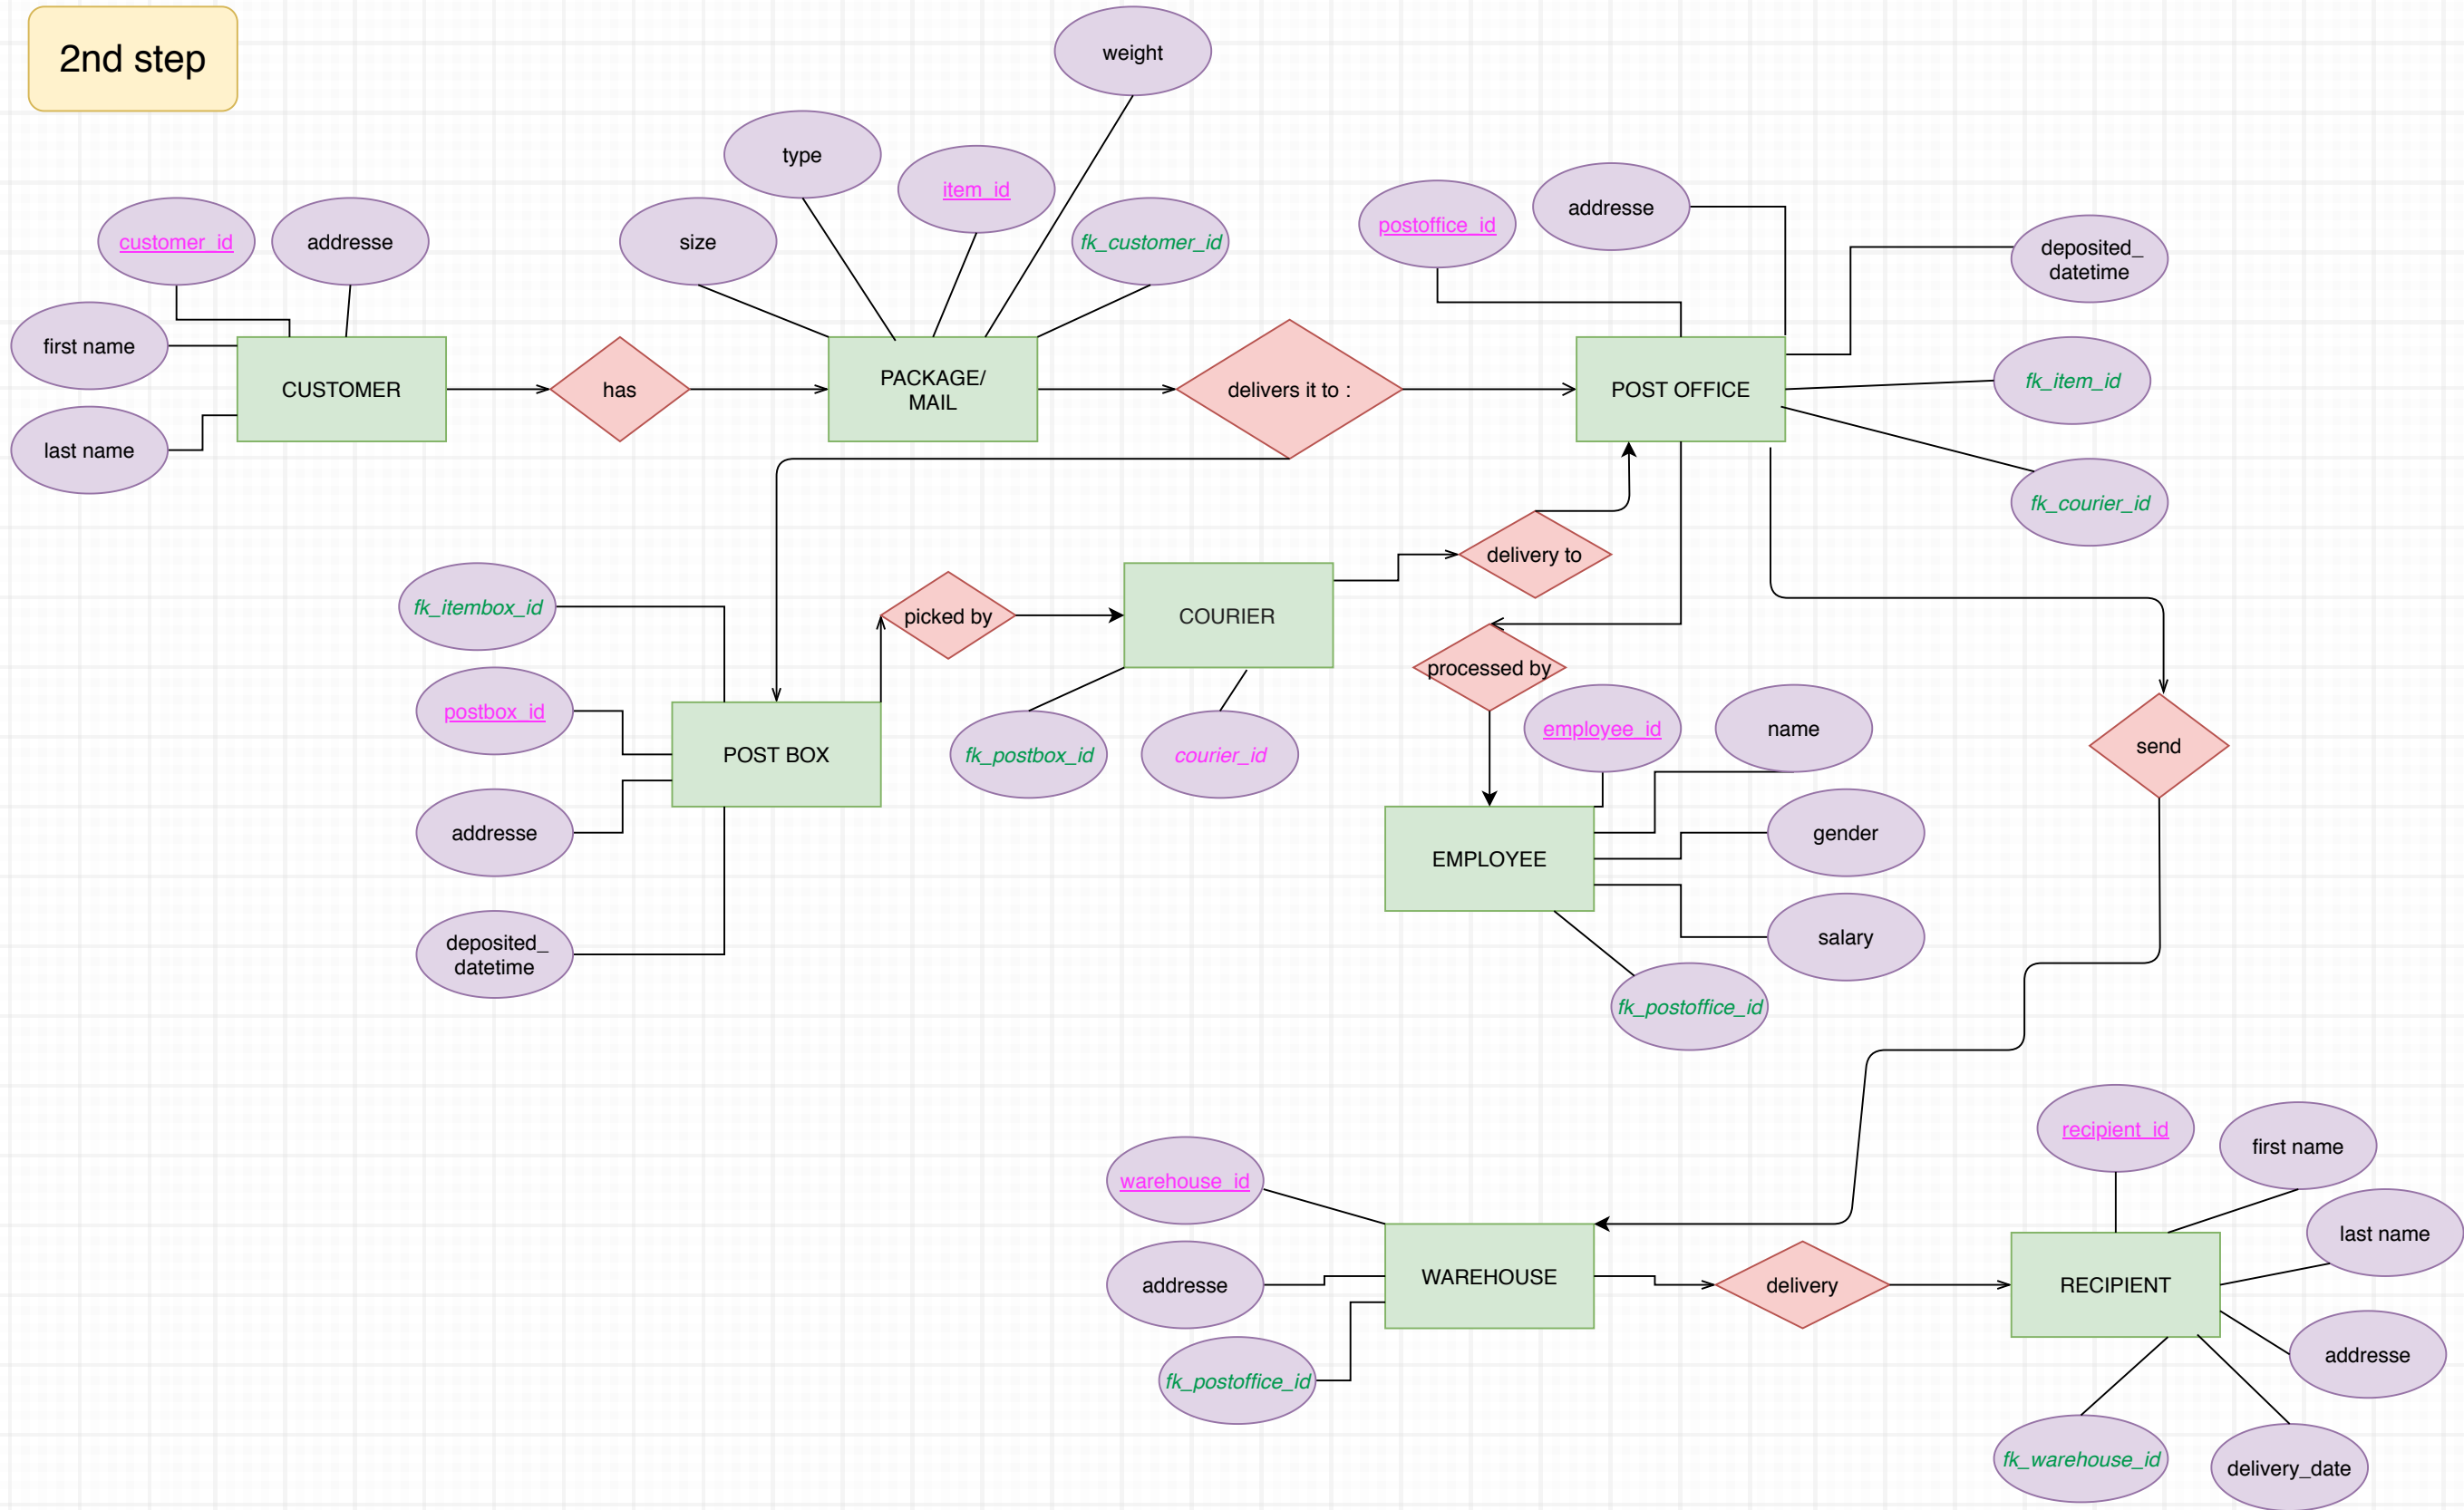 2nd step
weight
type
item_id
size
fk_customer_id
customer_id
addresse
first name
last name
CUSTOMER
has
PACKAGE/
MAIL
delivers it to :
postoffice_id
addresse
deposited_
datetime
POST OFFICE
fk_item_id
fk_courier_id
delivery to
fk_itembox_id
picked by
COURIER
processed by
postbox_id
POST BOX
fk_postbox_id
courier_id
employee_id
name
send
addresse
EMPLOYEE
gender
salary
deposited_
datetime
fk_postoffice_id
recipient_id
first name
warehouse_id
last name
addresse
WAREHOUSE
delivery
RECIPIENT
addresse
fk_postoffice_id
fk_warehouse_id
delivery_date